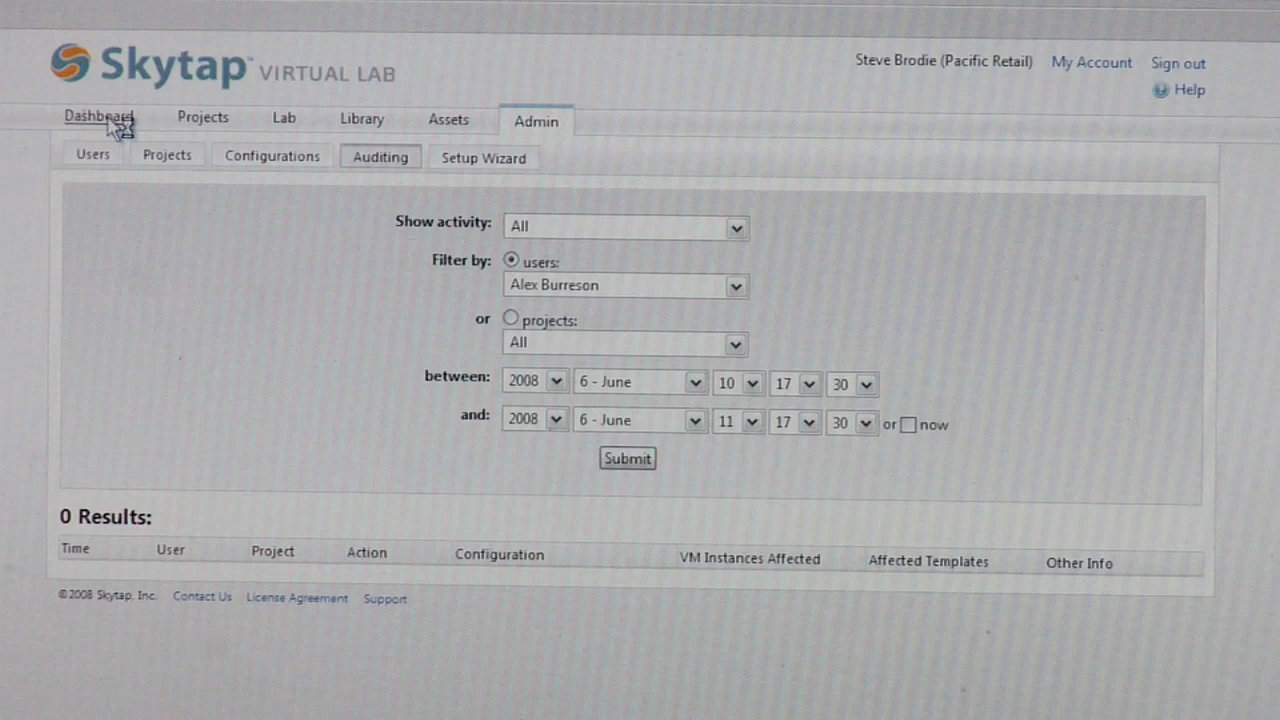 Skytap™ VIRTUAL LAB
Steve Brodie (Pacific Retail) My Account Sign out
Help
Dashboard Projects Lab Library Assets Admin
Users Projects Configurations Auditing Setup Wizard
Show activity: All
Filter by: users:
Alex Burreson
or projects:
All
between: 2008 6 - June 10 17 30
and: 2008 6 - June 11 17 30 or now
Submit
0 Results:
Time User Project Action Configuration VM Instances Affected Affected Templates Other Info
©2008 Skytap, Inc. Contact Us License Agreement Support